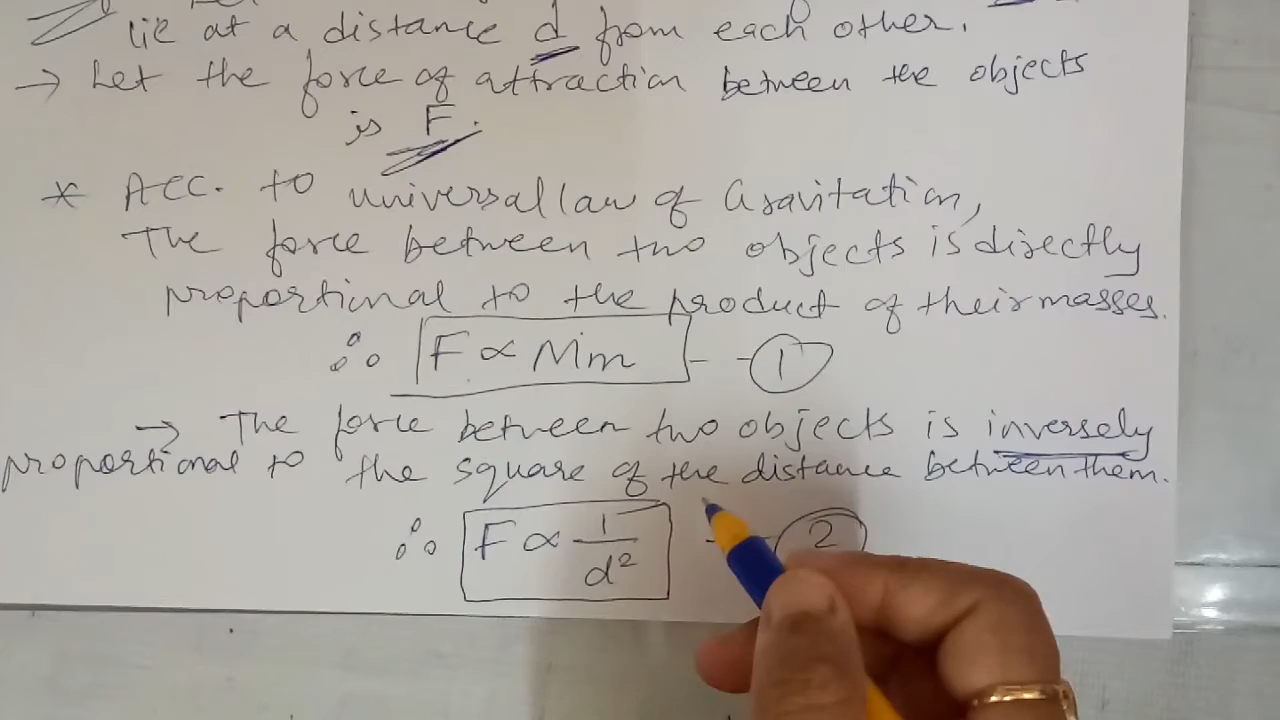 lie at a distance d from each other.
→ Let the force of attraction between the objects
is F.
* Acc. to universal law of Gravitation,
The force between two objects is directly
proportional to the product of their masses.
∴ F ∝ Mm - - 1
→ The force between two objects is inversely
proportional to the square of the distance between them.
∴ F ∝ 1/d² - - 2